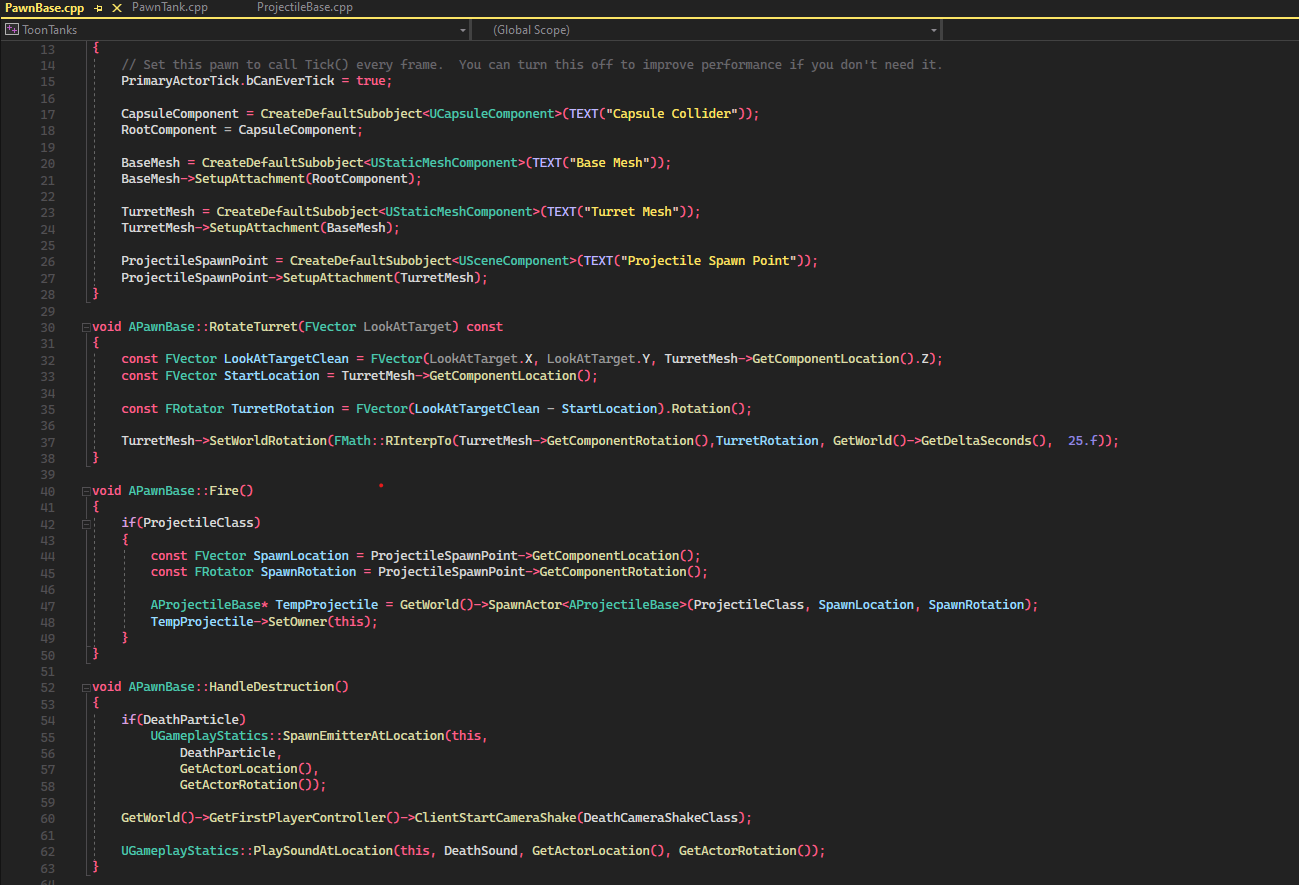 PawnBase.cpp PawnTank.cpp ProjectileBase.cpp
ToonTanks (Global Scope)
13 {
14 // Set this pawn to call Tick() every frame.  You can turn this off to improve performance if you don't need it.
15 PrimaryActorTick.bCanEverTick = true;
16
17 CapsuleComponent = CreateDefaultSubobject<UCapsuleComponent>(TEXT("Capsule Collider"));
18 RootComponent = CapsuleComponent;
19
20 BaseMesh = CreateDefaultSubobject<UStaticMeshComponent>(TEXT("Base Mesh"));
21 BaseMesh->SetupAttachment(RootComponent);
22
23 TurretMesh = CreateDefaultSubobject<UStaticMeshComponent>(TEXT("Turret Mesh"));
24 TurretMesh->SetupAttachment(BaseMesh);
25
26 ProjectileSpawnPoint = CreateDefaultSubobject<USceneComponent>(TEXT("Projectile Spawn Point"));
27 ProjectileSpawnPoint->SetupAttachment(TurretMesh);
28 }
29
30 void APawnBase::RotateTurret(FVector LookAtTarget) const
31 {
32 const FVector LookAtTargetClean = FVector(LookAtTarget.X, LookAtTarget.Y, TurretMesh->GetComponentLocation().Z);
33 const FVector StartLocation = TurretMesh->GetComponentLocation();
34
35 const FRotator TurretRotation = FVector(LookAtTargetClean - StartLocation).Rotation();
36
37 TurretMesh->SetWorldRotation(FMath::RInterpTo(TurretMesh->GetComponentRotation(),TurretRotation, GetWorld()->GetDeltaSeconds(),  25.f));
38 }
39
40 void APawnBase::Fire()
41 {
42 if(ProjectileClass)
43 {
44 const FVector SpawnLocation = ProjectileSpawnPoint->GetComponentLocation();
45 const FRotator SpawnRotation = ProjectileSpawnPoint->GetComponentRotation();
46
47 AProjectileBase* TempProjectile = GetWorld()->SpawnActor<AProjectileBase>(ProjectileClass, SpawnLocation, SpawnRotation);
48 TempProjectile->SetOwner(this);
49 }
50 }
51
52 void APawnBase::HandleDestruction()
53 {
54 if(DeathParticle)
55 UGameplayStatics::SpawnEmitterAtLocation(this,
56 DeathParticle,
57 GetActorLocation(),
58 GetActorRotation());
59
60 GetWorld()->GetFirstPlayerController()->ClientStartCameraShake(DeathCameraShakeClass);
61
62 UGameplayStatics::PlaySoundAtLocation(this, DeathSound, GetActorLocation(), GetActorRotation());
63 }
64